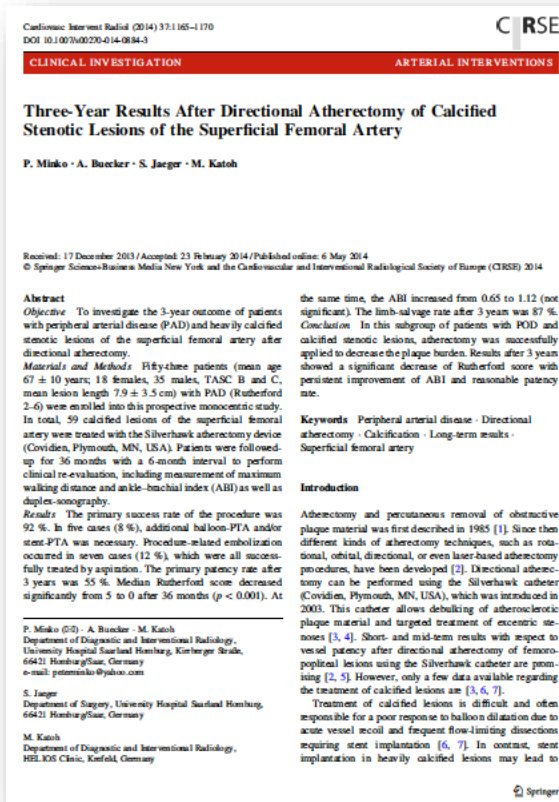 Cardiovasc Intervent Radiol (2014) 37:1165–1170
DOI 10.1007/s00270-014-0884-3
CIRSE
CLINICAL INVESTIGATION
ARTERIAL INTERVENTIONS
Three-Year Results After Directional Atherectomy of Calcified
Stenotic Lesions of the Superficial Femoral Artery
P. Minko · A. Buecker · S. Jaeger · M. Katoh
Received: 17 December 2013 / Accepted: 23 February 2014 / Published online: 6 May 2014
© Springer Science+Business Media New York and the Cardiovascular and Interventional Radiological Society of Europe (CIRSE) 2014
Abstract
Objective To investigate the 3-year outcome of patients
with peripheral arterial disease (PAD) and heavily calcified
stenotic lesions of the superficial femoral artery after
directional atherectomy.
Materials and Methods Fifty-three patients (mean age
67 ± 10 years; 18 females, 35 males, TASC B and C,
mean lesion length 7.9 ± 3.5 cm) with PAD (Rutherford
2–6) were enrolled into this prospective monocentric study.
In total, 59 calcified lesions of the superficial femoral
artery were treated with the Silverhawk atherectomy device
(Covidien, Plymouth, MN, USA). Patients were followed-
up for 36 months with a 6-month interval to perform
clinical re-evaluation, including measurement of maximum
walking distance and ankle–brachial index (ABI) as well as
duplex-sonography.
Results The primary success rate of the procedure was
92 %. In five cases (8 %), additional balloon-PTA and/or
stent-PTA was necessary. Procedure-related embolization
occurred in seven cases (12 %), which were all success-
fully treated by aspiration. The primary patency rate after
3 years was 55 %. Median Rutherford score decreased
significantly from 5 to 0 after 36 months (p < 0.001). At
P. Minko (✉) · A. Buecker · M. Katoh
Department of Diagnostic and Interventional Radiology,
University Hospital Saarland Homburg, Kirrberger Straße,
66421 Homburg/Saar, Germany
e-mail: peterminko@yahoo.com
S. Jaeger
Department of Surgery, University Hospital Saarland Homburg,
66421 Homburg/Saar, Germany
M. Katoh
Department of Diagnostic and Interventional Radiology,
HELIOS Clinic, Krefeld, Germany
the same time, the ABI increased from 0.65 to 1.12 (not
significant). The limb-salvage rate after 3 years was 87 %.
Conclusion In this subgroup of patients with POD and
calcified stenotic lesions, atherectomy was successfully
applied to decrease the plaque burden. Results after 3 years
showed a significant decrease of Rutherford score with
persistent improvement of ABI and reasonable patency
rate.
Keywords Peripheral arterial disease · Directional
atherectomy · Calcification · Long-term results ·
Superficial femoral artery
Introduction
Atherectomy and percutaneous removal of obstructive
plaque material was first described in 1985 [1]. Since then
different kinds of atherectomy techniques, such as rota-
tional, orbital, directional, or even laser-based atherectomy
procedures, have been developed [2]. Directional atherec-
tomy can be performed using the Silverhawk catheter
(Covidien, Plymouth, MN, USA), which was introduced in
2003. This catheter allows debulking of atherosclerotic
plaque material and targeted treatment of excentric ste-
noses [3, 4]. Short- and mid-term results with respect to
vessel patency after directional atherectomy of femoro-
popliteal lesions using the Silverhawk catheter are prom-
ising [2, 5]. However, only a few data available regarding
the treatment of calcified lesions are [3, 6, 7].
Treatment of calcified lesions is difficult and often
responsible for a poor response to balloon dilatation due to
acute vessel recoil and frequent flow-limiting dissections
requiring stent implantation [6, 7]. In contrast, stent
implantation in heavily calcified lesions may lead to
Springer